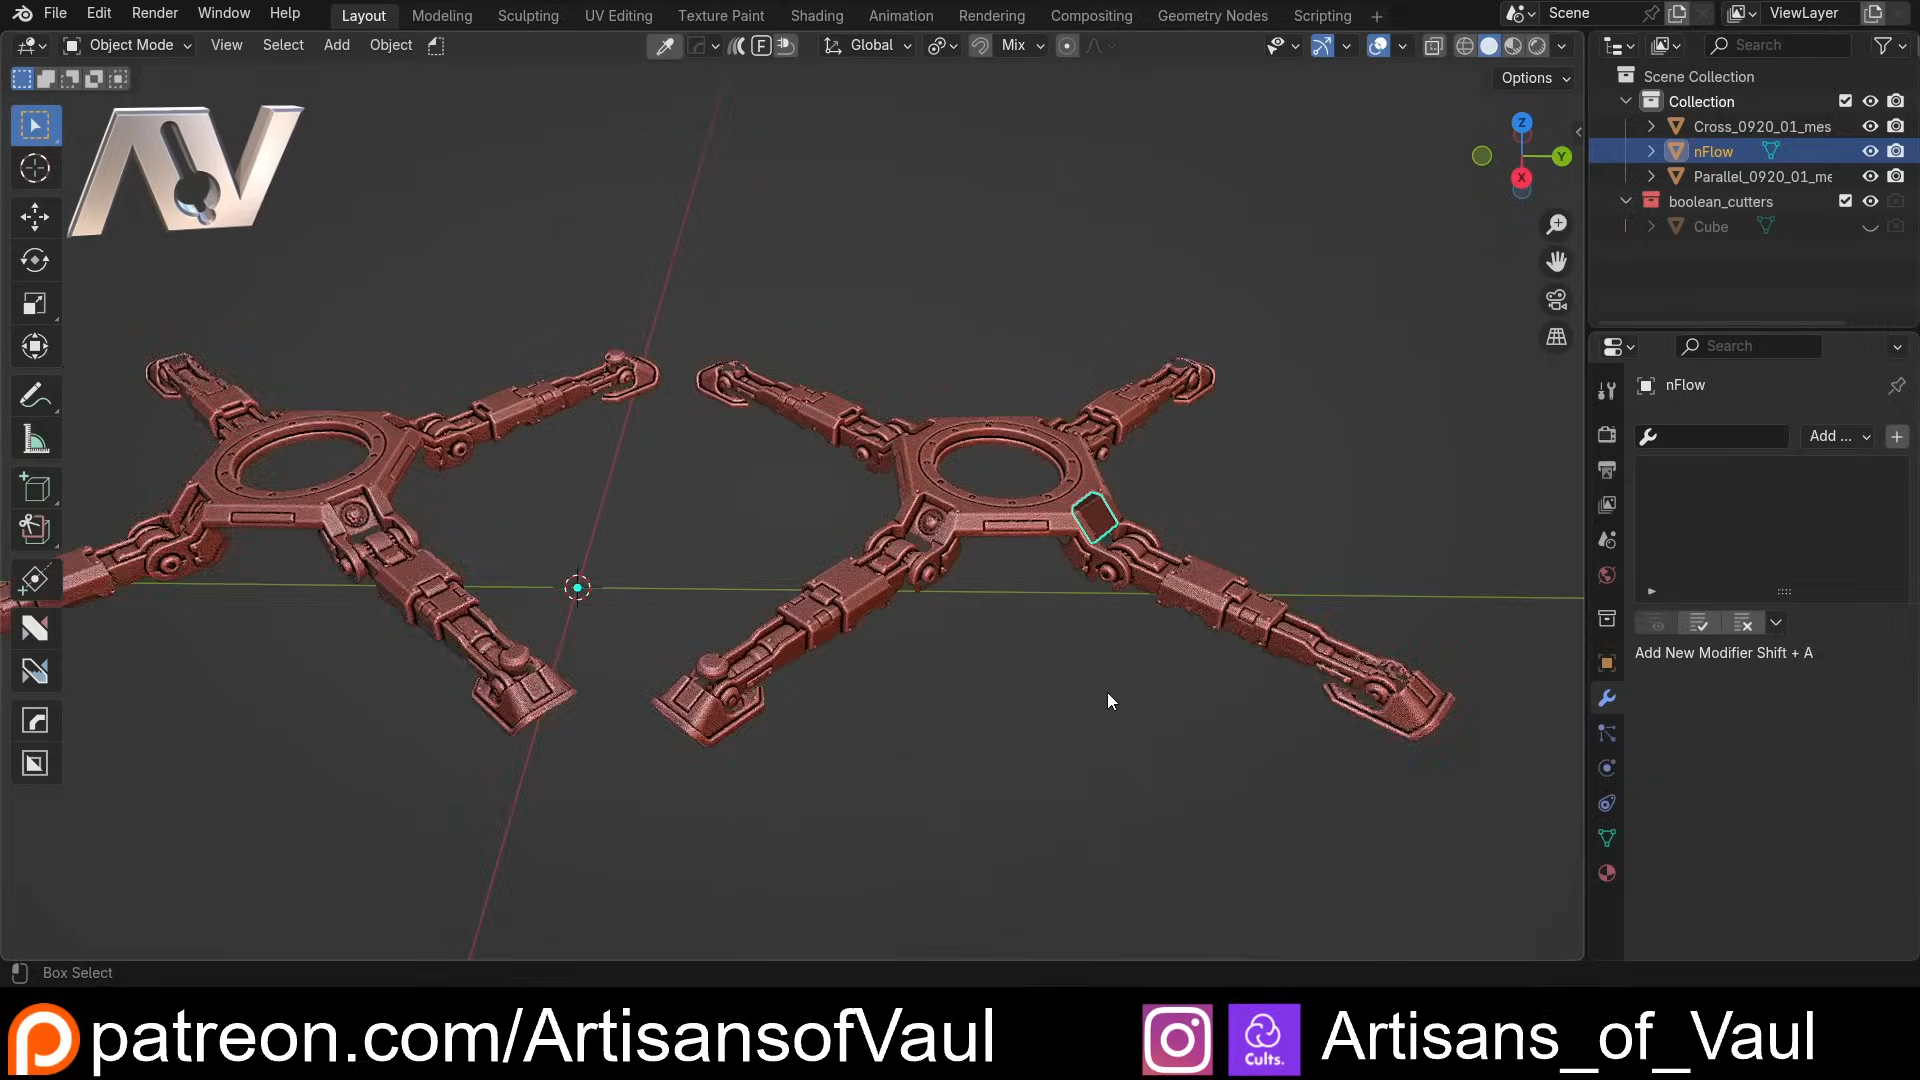 File Edit Render Window Help
Layout Modeling Sculpting UV Editing Texture Paint Shading Animation Rendering Compositing Geometry Nodes Scripting +
Scene
ViewLayer
Object Mode View Select Add Object
Global
F
Mix
Search
Options
Scene Collection
Collection
Cross_0920_01_mes
nFlow
Parallel_0920_01_me
boolean_cutters
Cube
Z
Y
X
AV
Search
nFlow
Add ...
Add New Modifier Shift + A
Box Select
patreon.com/ArtisansofVaul
Cults.
Artisans_of_Vaul